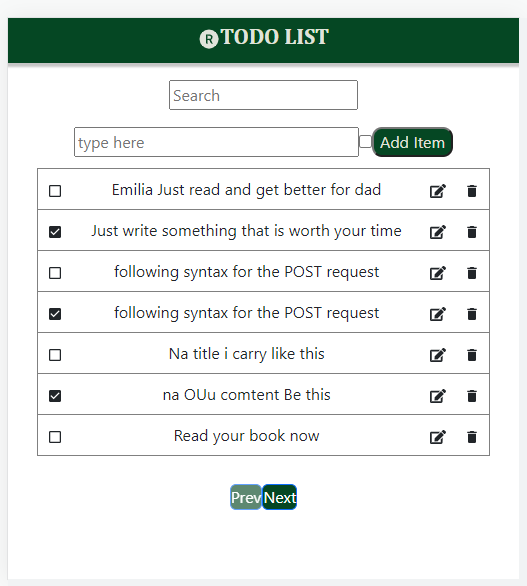 ®TODO LIST
Search
type here
Add Item
Emilia Just read and get better for dad
Just write something that is worth your time
following syntax for the POST request
following syntax for the POST request
Na title i carry like this
na OUu comtent Be this
Read your book now
Prev Next